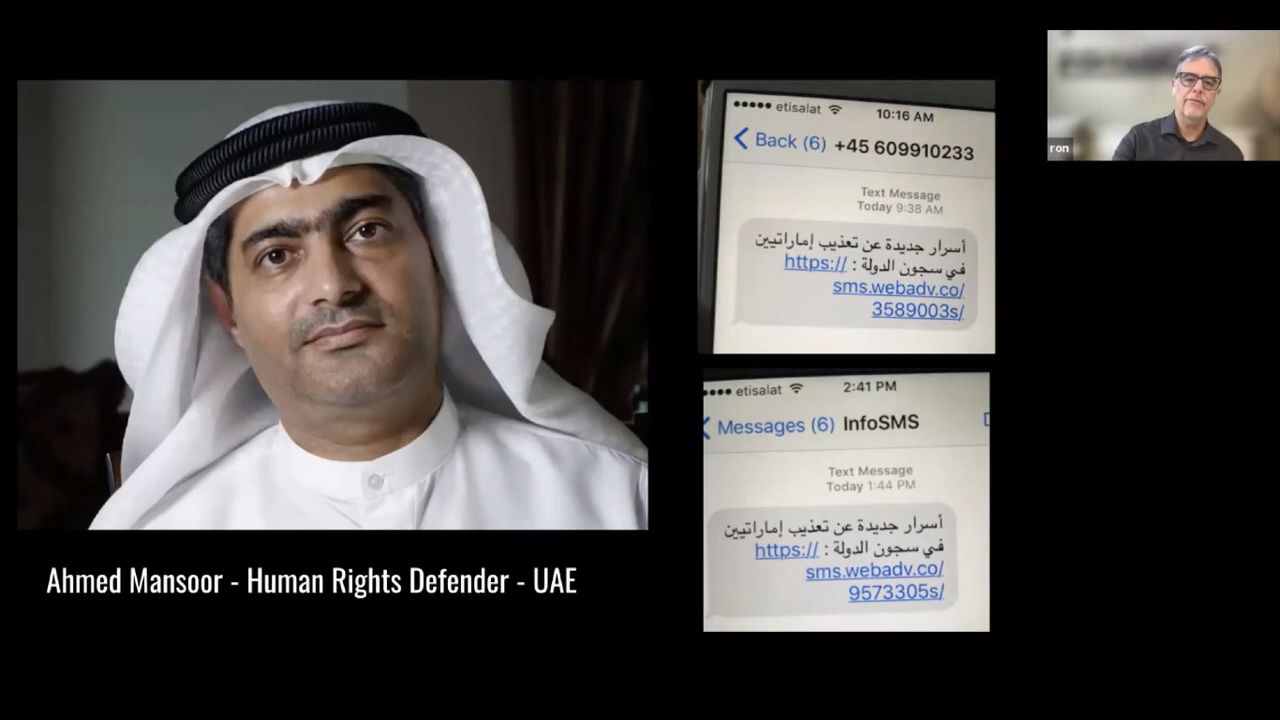 etisalat 10:16 AM
Back (6) +45 609910233
Text Message
Today 9:38 AM
أسرار جديدة عن تعذيب إماراتيين
في سجون الدولة : https://
sms.webadv.co/
3589003s/
etisalat 2:41 PM
Messages (6) InfoSMS
Text Message
Today 1:44 PM
أسرار جديدة عن تعذيب إماراتيين
في سجون الدولة : https://
sms.webadv.co/
9573305s/
Ahmed Mansoor - Human Rights Defender - UAE
ron